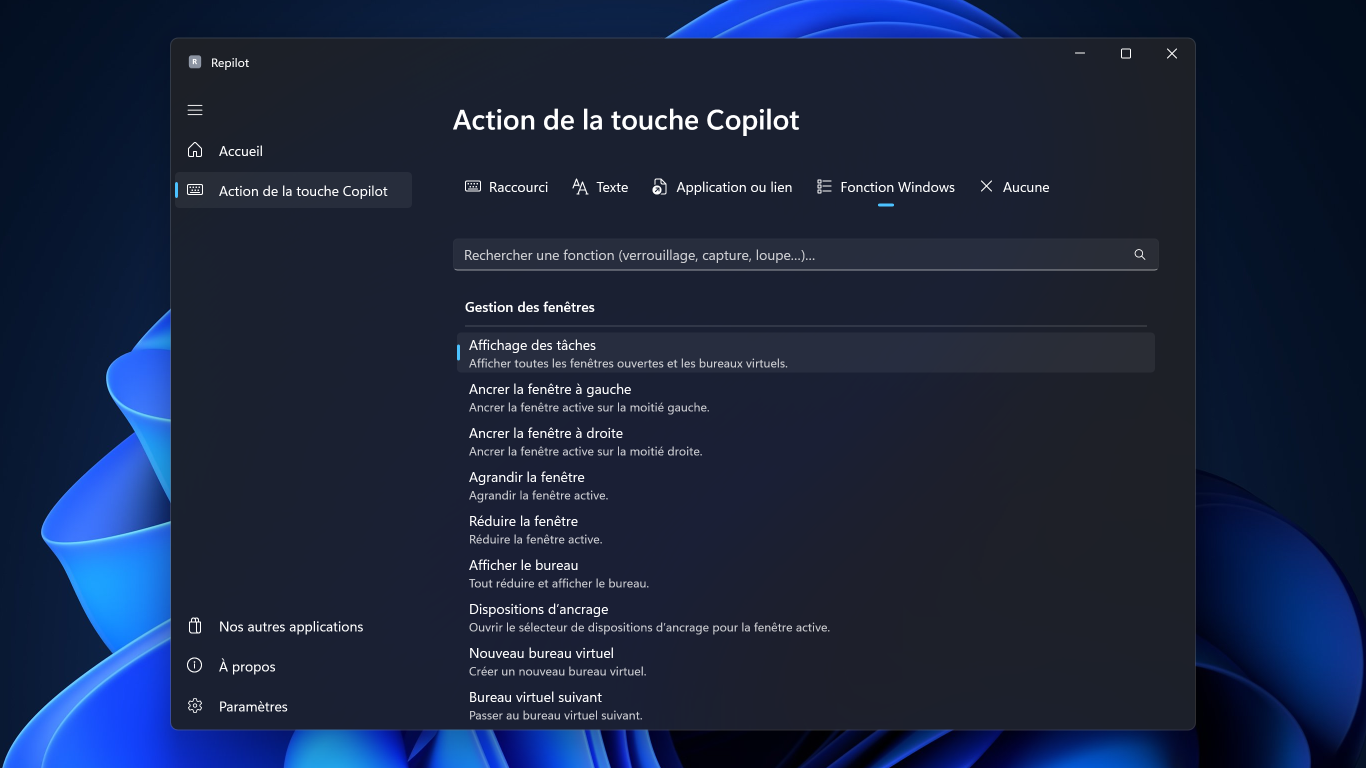 Repilot
Accueil
Action de la touche Copilot
Nos autres applications
À propos
Paramètres
Action de la touche Copilot
Raccourci
Texte
Application ou lien
Fonction Windows
Aucune
Rechercher une fonction (verrouillage, capture, loupe...)...
Gestion des fenêtres
Affichage des tâches
Afficher toutes les fenêtres ouvertes et les bureaux virtuels.
Ancrer la fenêtre à gauche
Ancrer la fenêtre active sur la moitié gauche.
Ancrer la fenêtre à droite
Ancrer la fenêtre active sur la moitié droite.
Agrandir la fenêtre
Agrandir la fenêtre active.
Réduire la fenêtre
Réduire la fenêtre active.
Afficher le bureau
Tout réduire et afficher le bureau.
Dispositions d’ancrage
Ouvrir le sélecteur de dispositions d’ancrage pour la fenêtre active.
Nouveau bureau virtuel
Créer un nouveau bureau virtuel.
Bureau virtuel suivant
Passer au bureau virtuel suivant.